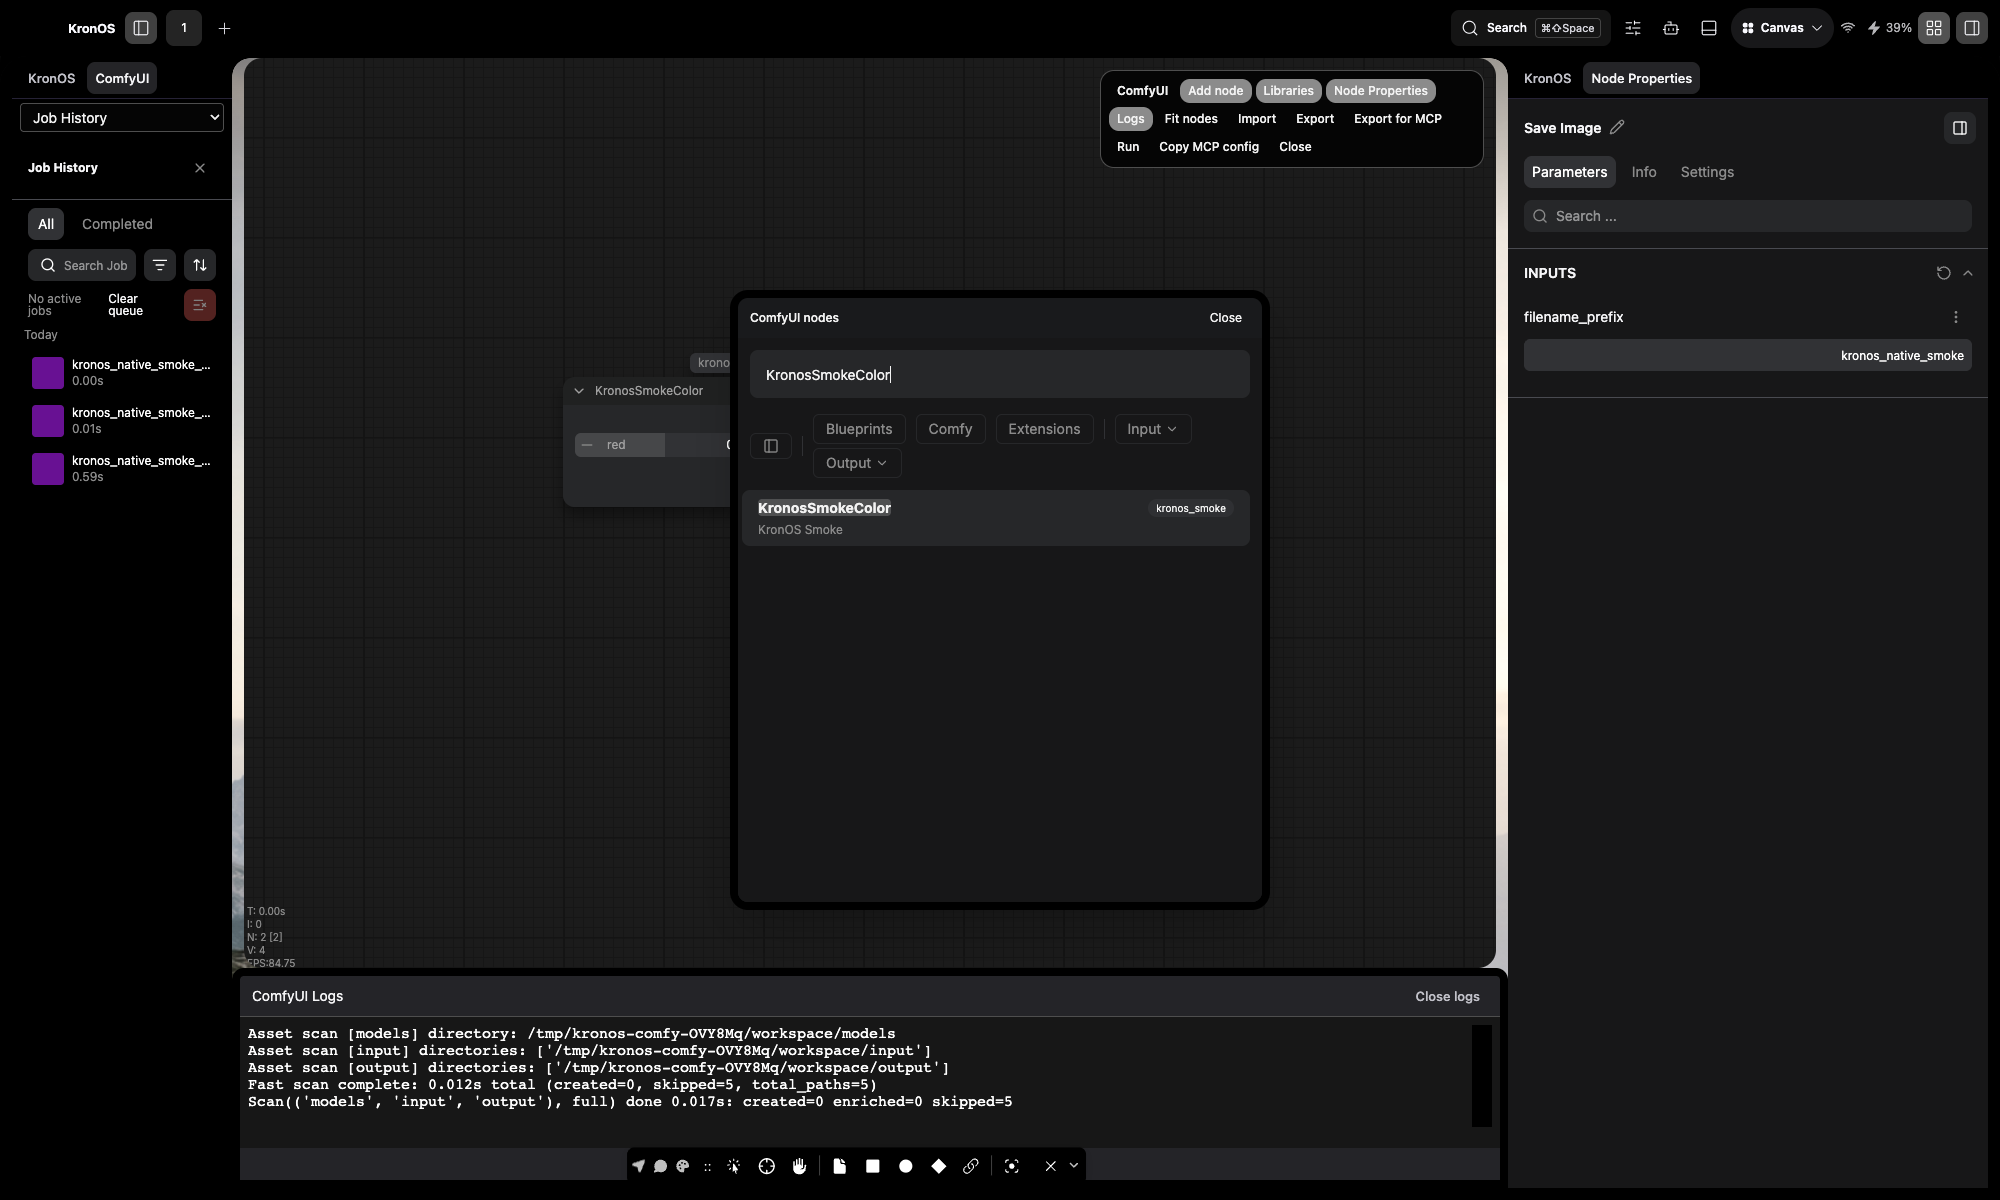 KronOS
1
Search ⌘⇧Space
Canvas
39%
KronOS ComfyUI
Job History
Job History
All Completed
Search Job
No active jobs
Clear queue
Today
kronos_native_smoke_...
0.00s
kronos_native_smoke_...
0.01s
kronos_native_smoke_...
0.59s
ComfyUI Add node Libraries Node Properties
Logs Fit nodes Import Export Export for MCP
Run Copy MCP config Close
krono
KronosSmokeColor
red
ComfyUI nodes Close
KronosSmokeColor
Blueprints Comfy Extensions Input
Output
KronosSmokeColor kronos_smoke
KronOS Smoke
T: 0.00s
I: 0
N: 2 [2]
V: 4
FPS:84.75
ComfyUI Logs Close logs
Asset scan [models] directory: /tmp/kronos-comfy-OVY8Mq/workspace/models
Asset scan [input] directories: ['/tmp/kronos-comfy-OVY8Mq/workspace/input']
Asset scan [output] directories: ['/tmp/kronos-comfy-OVY8Mq/workspace/output']
Fast scan complete: 0.012s total (created=0, skipped=5, total_paths=5)
Scan(('models', 'input', 'output'), full) done 0.017s: created=0 enriched=0 skipped=5
KronOS Node Properties
Save Image
Parameters Info Settings
Search ...
INPUTS
filename_prefix
kronos_native_smoke